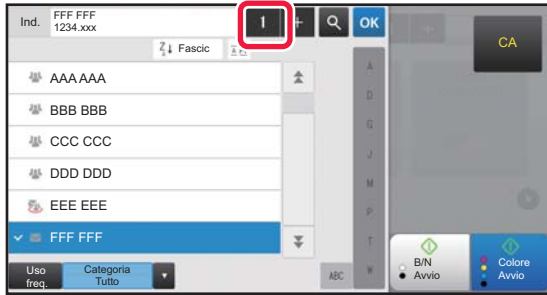 Ind.
FFF FFF
1234.xxx
1
+
OK
CA
Z↓ Fascic
AAA AAA
BBB BBB
CCC CCC
DDD DDD
EEE EEE
FFF FFF
A
D
G
J
M
P
T
W
ABC
Uso
freq.
Categoria
Tutto
B/N
Avvio
Colore
Avvio